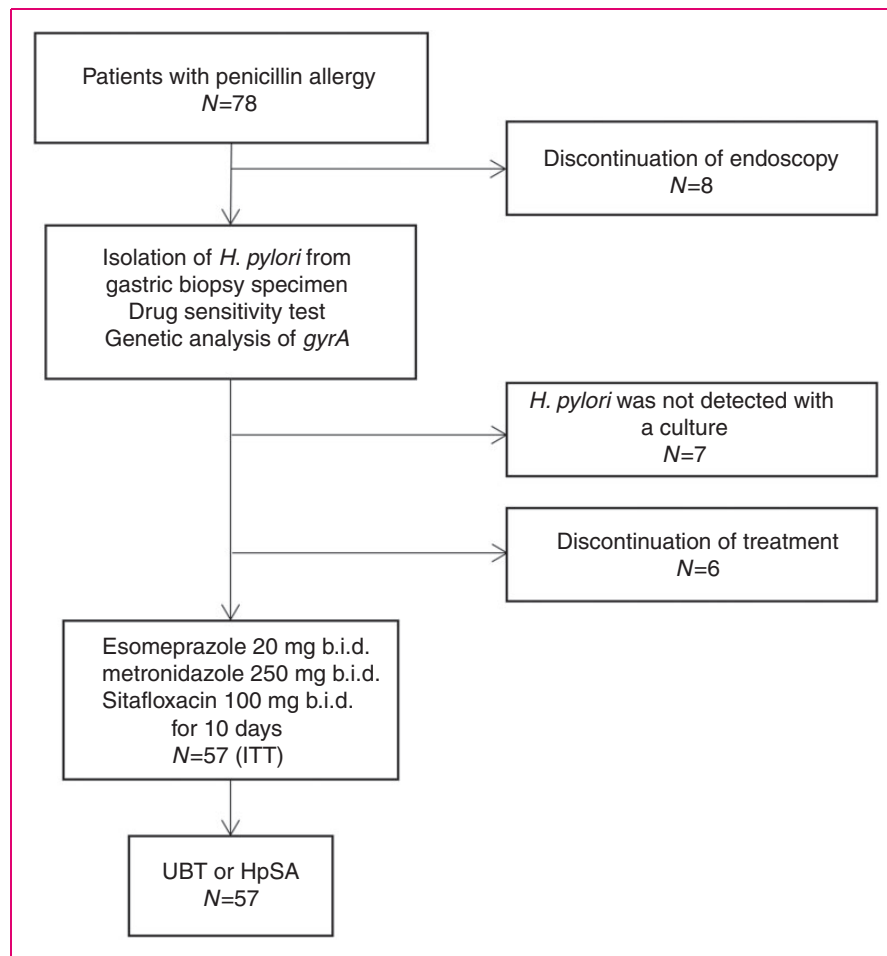 Patients with penicillin allergy
N=78
Discontinuation of endoscopy
N=8
Isolation of H. pylori from
gastric biopsy specimen
Drug sensitivity test
Genetic analysis of gyrA
H. pylori was not detected with
a culture
N=7
Discontinuation of treatment
N=6
Esomeprazole 20 mg b.i.d.
metronidazole 250 mg b.i.d.
Sitafloxacin 100 mg b.i.d.
for 10 days
N=57 (ITT)
UBT or HpSA
N=57